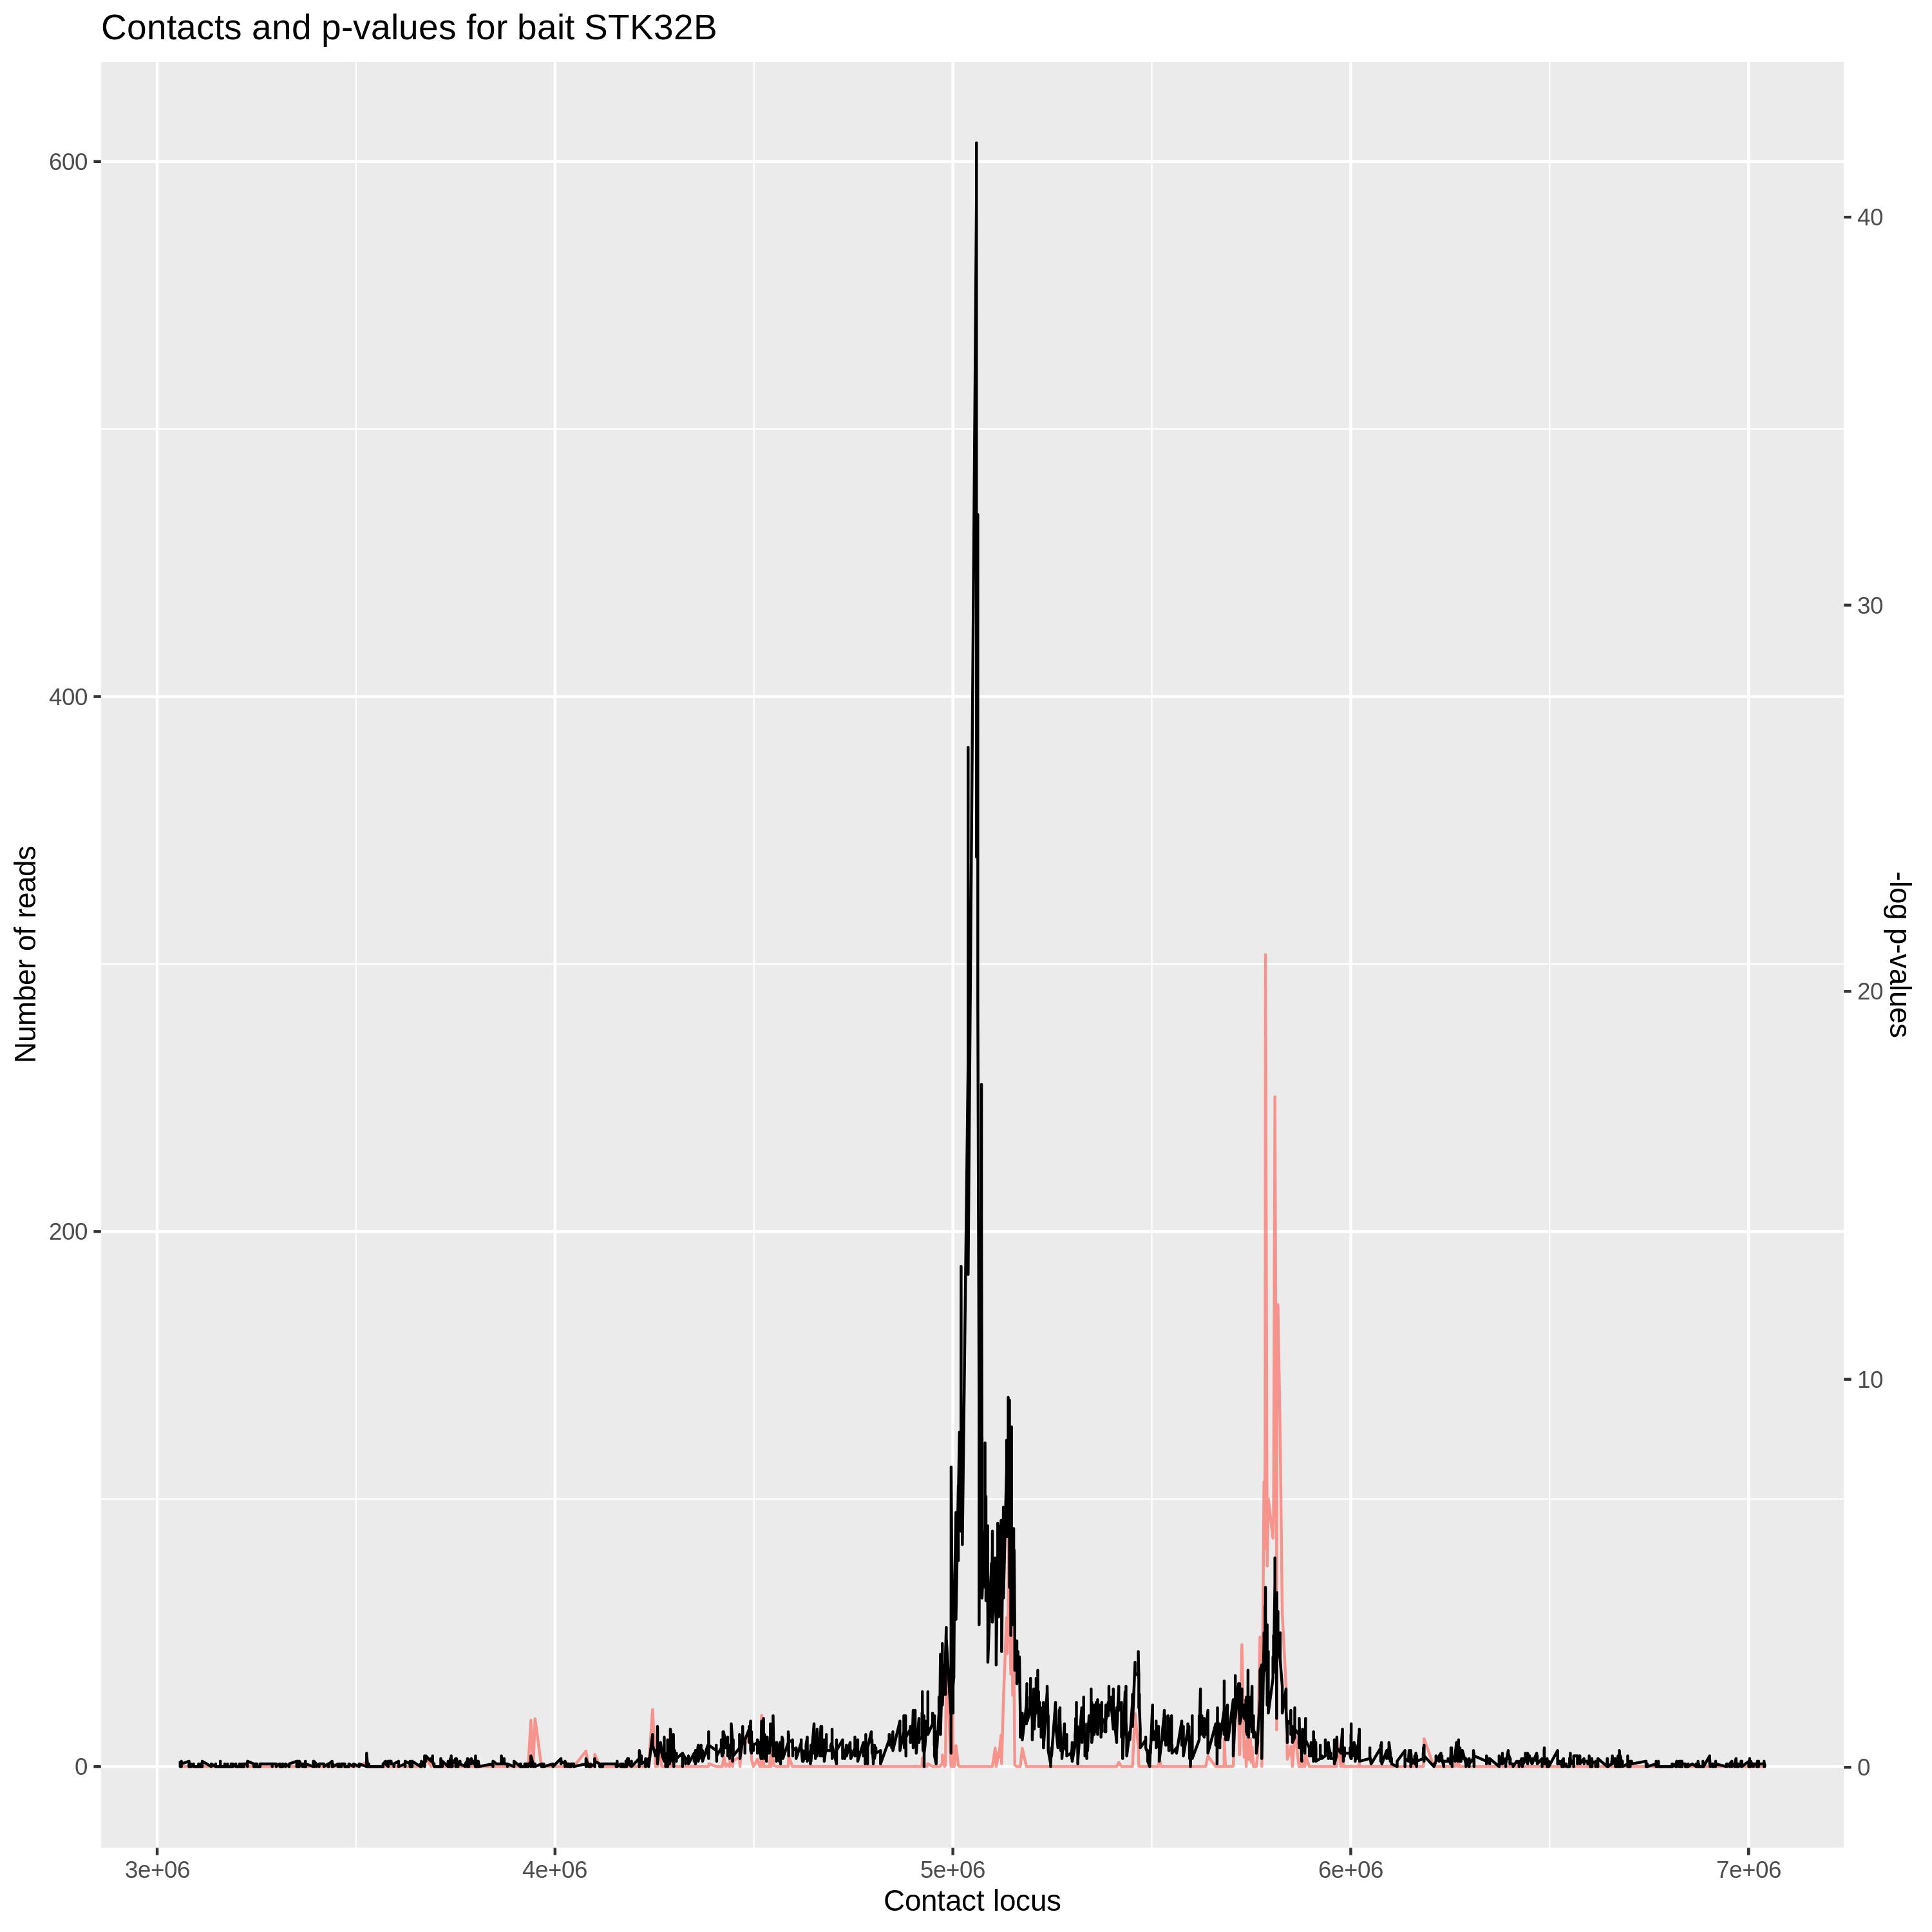 Contacts and p-values for bait STK32B
600
400
200
0
Number of reads
40
30
20
10
0
-log p-values
3e+06 4e+06 5e+06 6e+06 7e+06
Contact locus